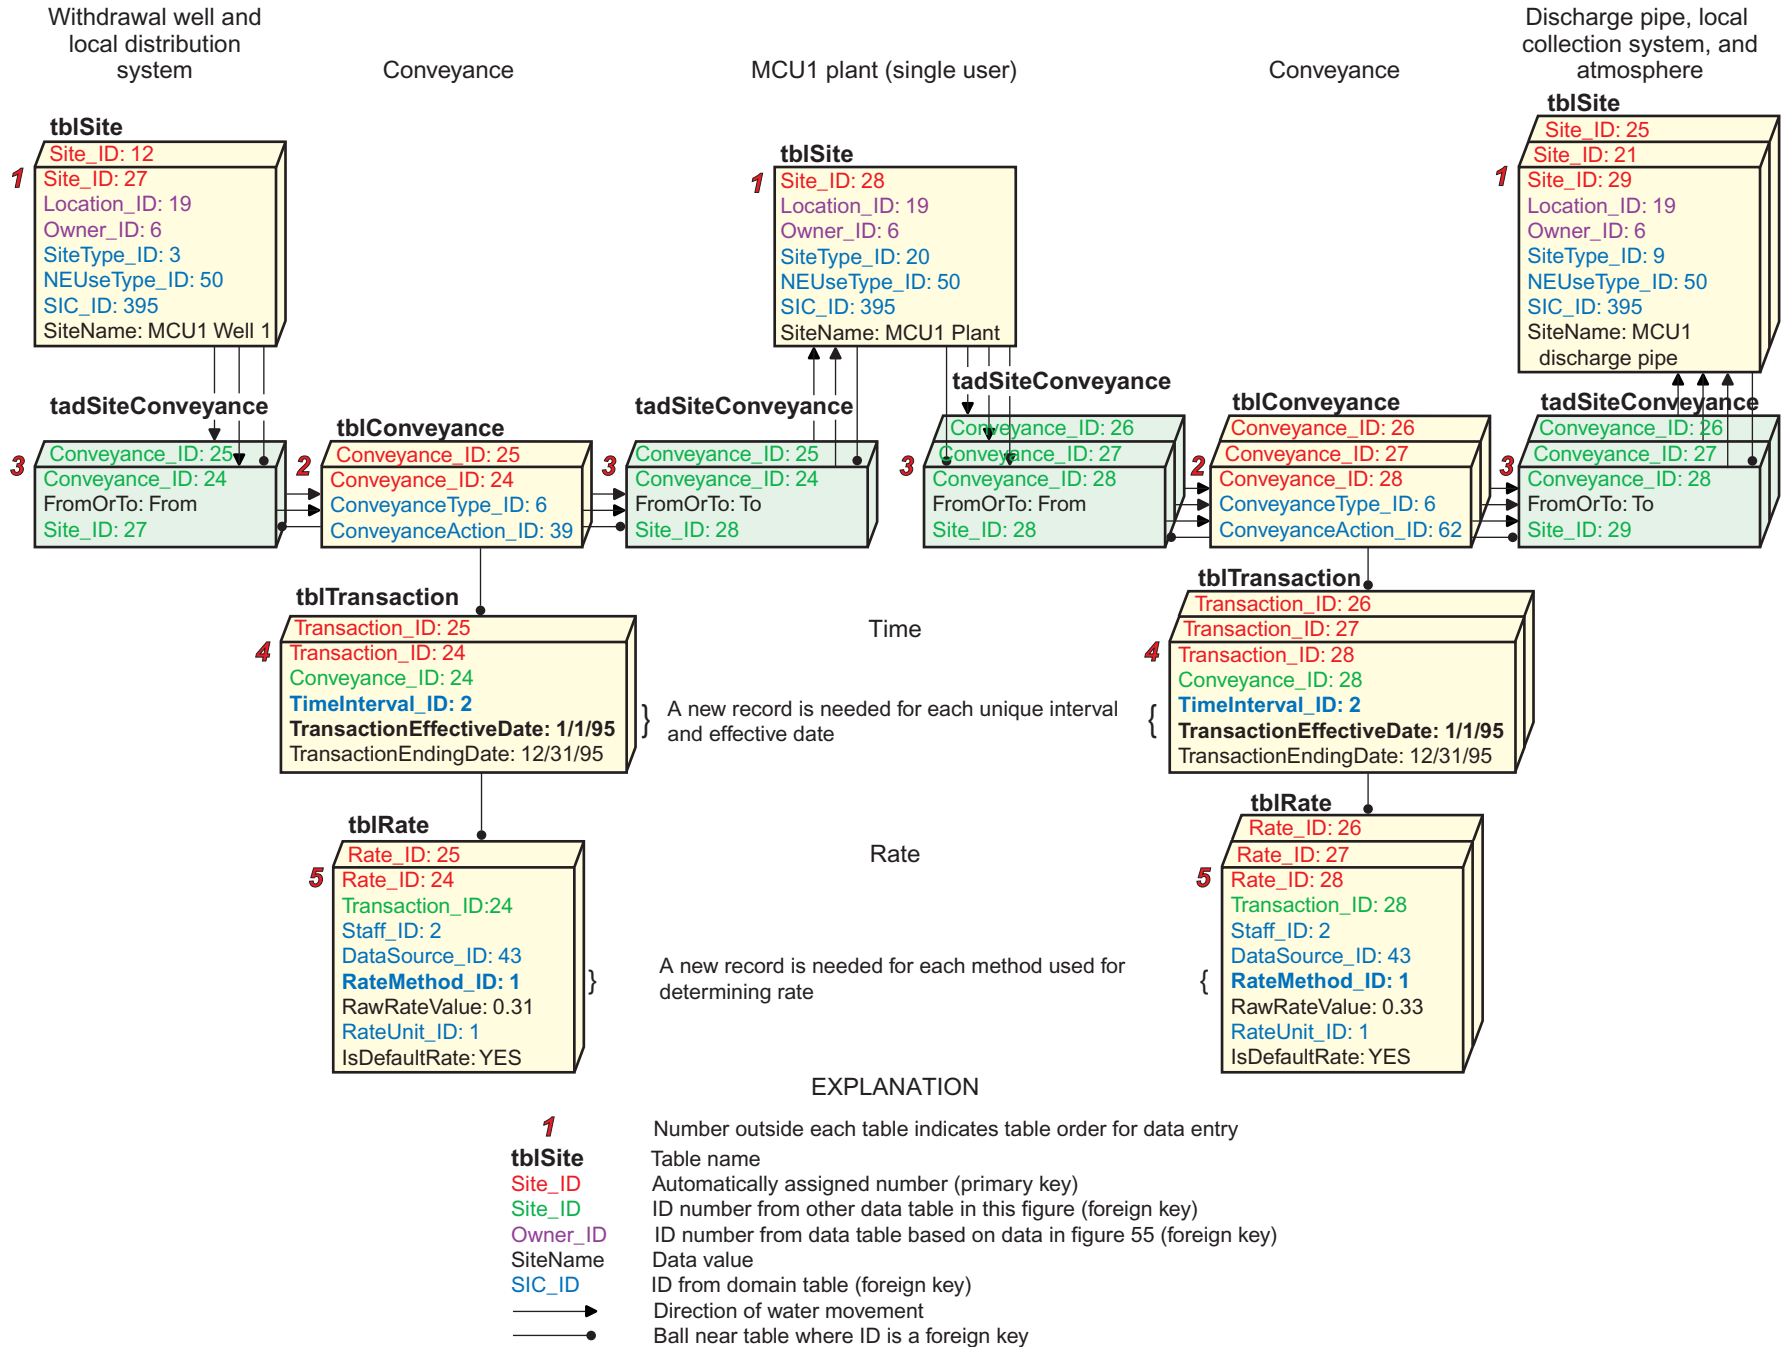 Withdrawal well and
local distribution
system
Conveyance
MCU1 plant (single user)
Conveyance
Discharge pipe, local
collection system, and
atmosphere
tblSite
Site_ID: 12
1
Site_ID: 27
Location_ID: 19
Owner_ID: 6
SiteType_ID: 3
NEUseType_ID: 50
SIC_ID: 395
SiteName: MCU1 Well 1
tblSite
1
Site_ID: 28
Location_ID: 19
Owner_ID: 6
SiteType_ID: 20
NEUseType_ID: 50
SIC_ID: 395
SiteName: MCU1 Plant
tblSite
Site_ID: 25
Site_ID: 21
1
Site_ID: 29
Location_ID: 19
Owner_ID: 6
SiteType_ID: 9
NEUseType_ID: 50
SIC_ID: 395
SiteName: MCU1
discharge pipe
tadSiteConveyance
Conveyance_ID: 25
3
Conveyance_ID: 24
FromOrTo: From
Site_ID: 27
tblConveyance
Conveyance_ID: 25
2
Conveyance_ID: 24
ConveyanceType_ID: 6
ConveyanceAction_ID: 39
tadSiteConveyance
Conveyance_ID: 25
3
Conveyance_ID: 24
FromOrTo: To
Site_ID: 28
tadSiteConveyance
Conveyance_ID: 26
Conveyance_ID: 27
3
Conveyance_ID: 28
FromOrTo: From
Site_ID: 28
tblConveyance
Conveyance_ID: 26
Conveyance_ID: 27
2
Conveyance_ID: 28
ConveyanceType_ID: 6
ConveyanceAction_ID: 62
tadSiteConveyance
Conveyance_ID: 26
Conveyance_ID: 27
3
Conveyance_ID: 28
FromOrTo: To
Site_ID: 29
tblTransaction
Transaction_ID: 25
4
Transaction_ID: 24
Conveyance_ID: 24
TimeInterval_ID: 2
TransactionEffectiveDate: 1/1/95
TransactionEndingDate: 12/31/95
Time
} A new record is needed for each unique interval {
and effective date
tblTransaction
Transaction_ID: 26
Transaction_ID: 27
4
Transaction_ID: 28
Conveyance_ID: 28
TimeInterval_ID: 2
TransactionEffectiveDate: 1/1/95
TransactionEndingDate: 12/31/95
tblRate
Rate_ID: 25
5
Rate_ID: 24
Transaction_ID:24
Staff_ID: 2
DataSource_ID: 43
RateMethod_ID: 1
RawRateValue: 0.31
RateUnit_ID: 1
IsDefaultRate: YES
Rate
} A new record is needed for each method used for {
determining rate
tblRate
Rate_ID: 26
Rate_ID: 27
5
Rate_ID: 28
Transaction_ID: 28
Staff_ID: 2
DataSource_ID: 43
RateMethod_ID: 1
RawRateValue: 0.33
RateUnit_ID: 1
IsDefaultRate: YES
EXPLANATION
1 Number outside each table indicates table order for data entry
tblSite Table name
Site_ID Automatically assigned number (primary key)
Site_ID ID number from other data table in this figure (foreign key)
Owner_ID ID number from data table based on data in figure 55 (foreign key)
SiteName Data value
SIC_ID ID from domain table (foreign key)
Direction of water movement
Ball near table where ID is a foreign key